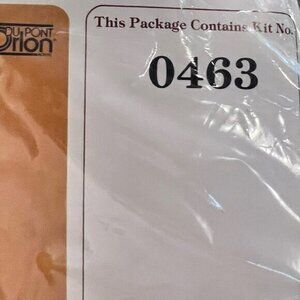 DU PONT
Orlon
This Package Contains Kit No.
0463